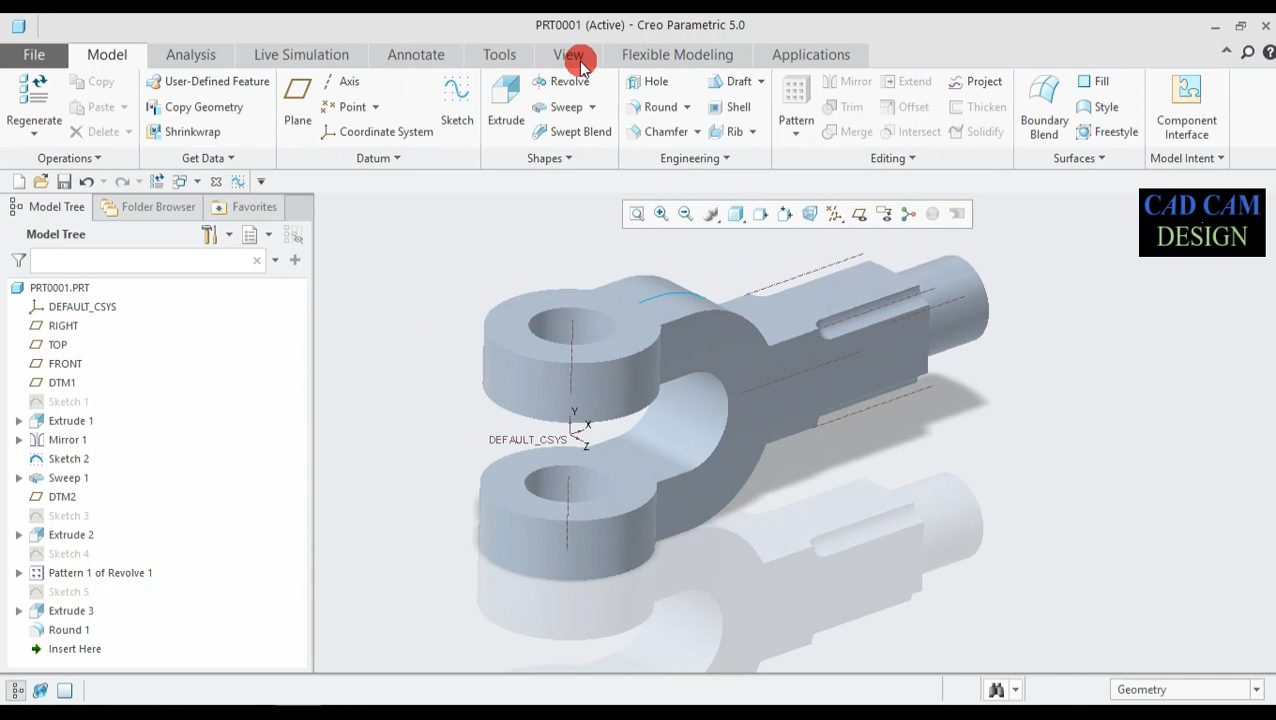 PRT0001 (Active) - Creo Parametric 5.0
File Model Analysis Live Simulation Annotate Tools View Flexible Modeling Applications
Regenerate Copy Paste Delete
User-Defined Feature Copy Geometry Shrinkwrap
Plane Axis Point Coordinate System Sketch
Extrude Revolve Sweep Swept Blend
Hole Draft Round Shell Chamfer Rib
Pattern Mirror Extend Project Trim Offset Thicken Merge Intersect Solidify
Boundary Blend Fill Style Freestyle
Component Interface
Operations Get Data Datum Shapes Engineering Editing Surfaces Model Intent
Model Tree Folder Browser Favorites
Model Tree
PRT0001.PRT
DEFAULT_CSYS
RIGHT
TOP
FRONT
DTM1
Sketch 1
Extrude 1
Mirror 1
Sketch 2
Sweep 1
DTM2
Sketch 3
Extrude 2
Sketch 4
Pattern 1 of Revolve 1
Sketch 5
Extrude 3
Round 1
Insert Here
CAD CAM
DESIGN
Y
X
DEFAULT_CSYS
Z
Geometry